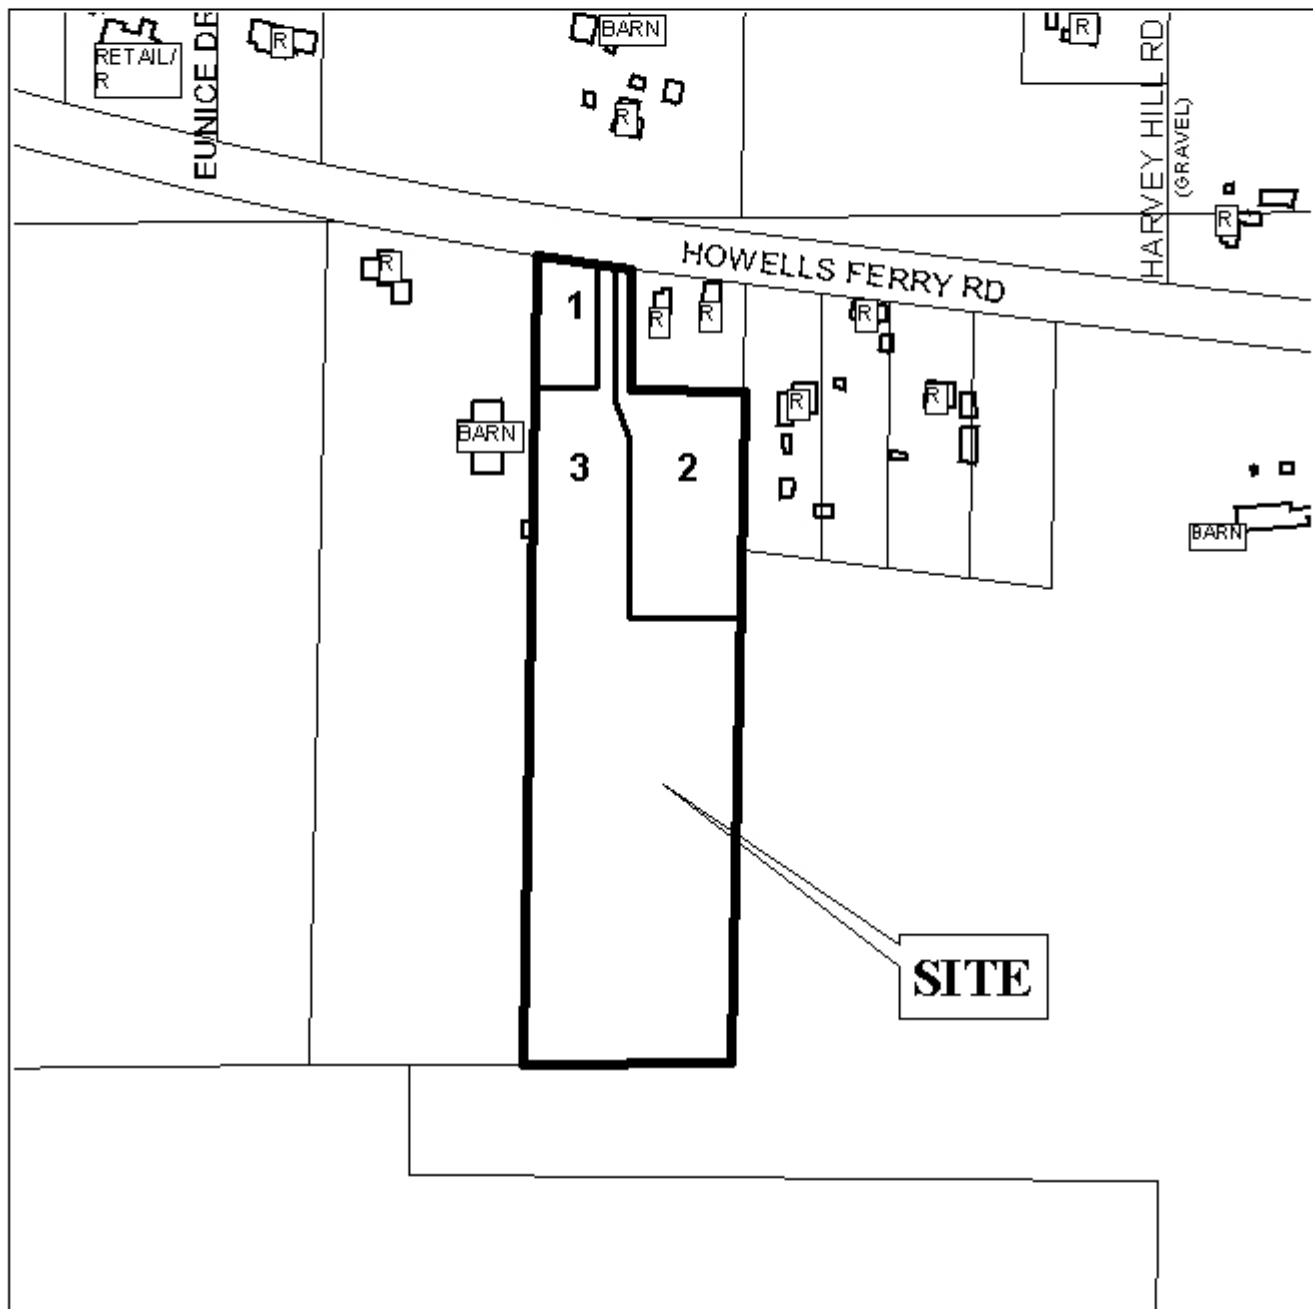 RETAIL/
R
EUNICE DR
R
BARN
R
R
HARVEY HILL RD
(GRAVEL)
R
HOWELLS FERRY RD
R
1
R
R
R
R
R
BARN
3
2
BARN
SITE